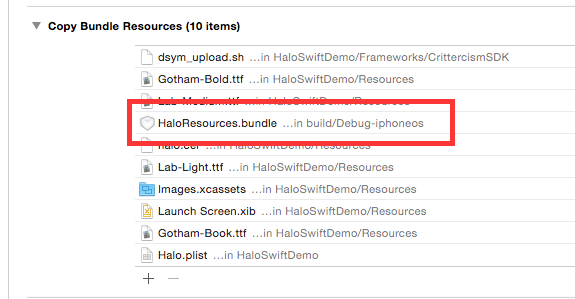 Copy Bundle Resources (10 items)
dsym_upload.sh ...in HaloSwiftDemo/Frameworks/CrittercismSDK
Gotham-Bold.ttf ...in HaloSwiftDemo/Resources
Lab-Medium.ttf ...in HaloSwiftDemo/Resources
HaloResources.bundle ...in build/Debug-iphoneos
halo.cer ...in HaloSwiftDemo/Resources
Lab-Light.ttf ...in HaloSwiftDemo/Resources
Images.xcassets ...in HaloSwiftDemo/Resources
Launch Screen.xib ...in HaloSwiftDemo/Resources
Gotham-Book.ttf ...in HaloSwiftDemo/Resources
Halo.plist ...in HaloSwiftDemo